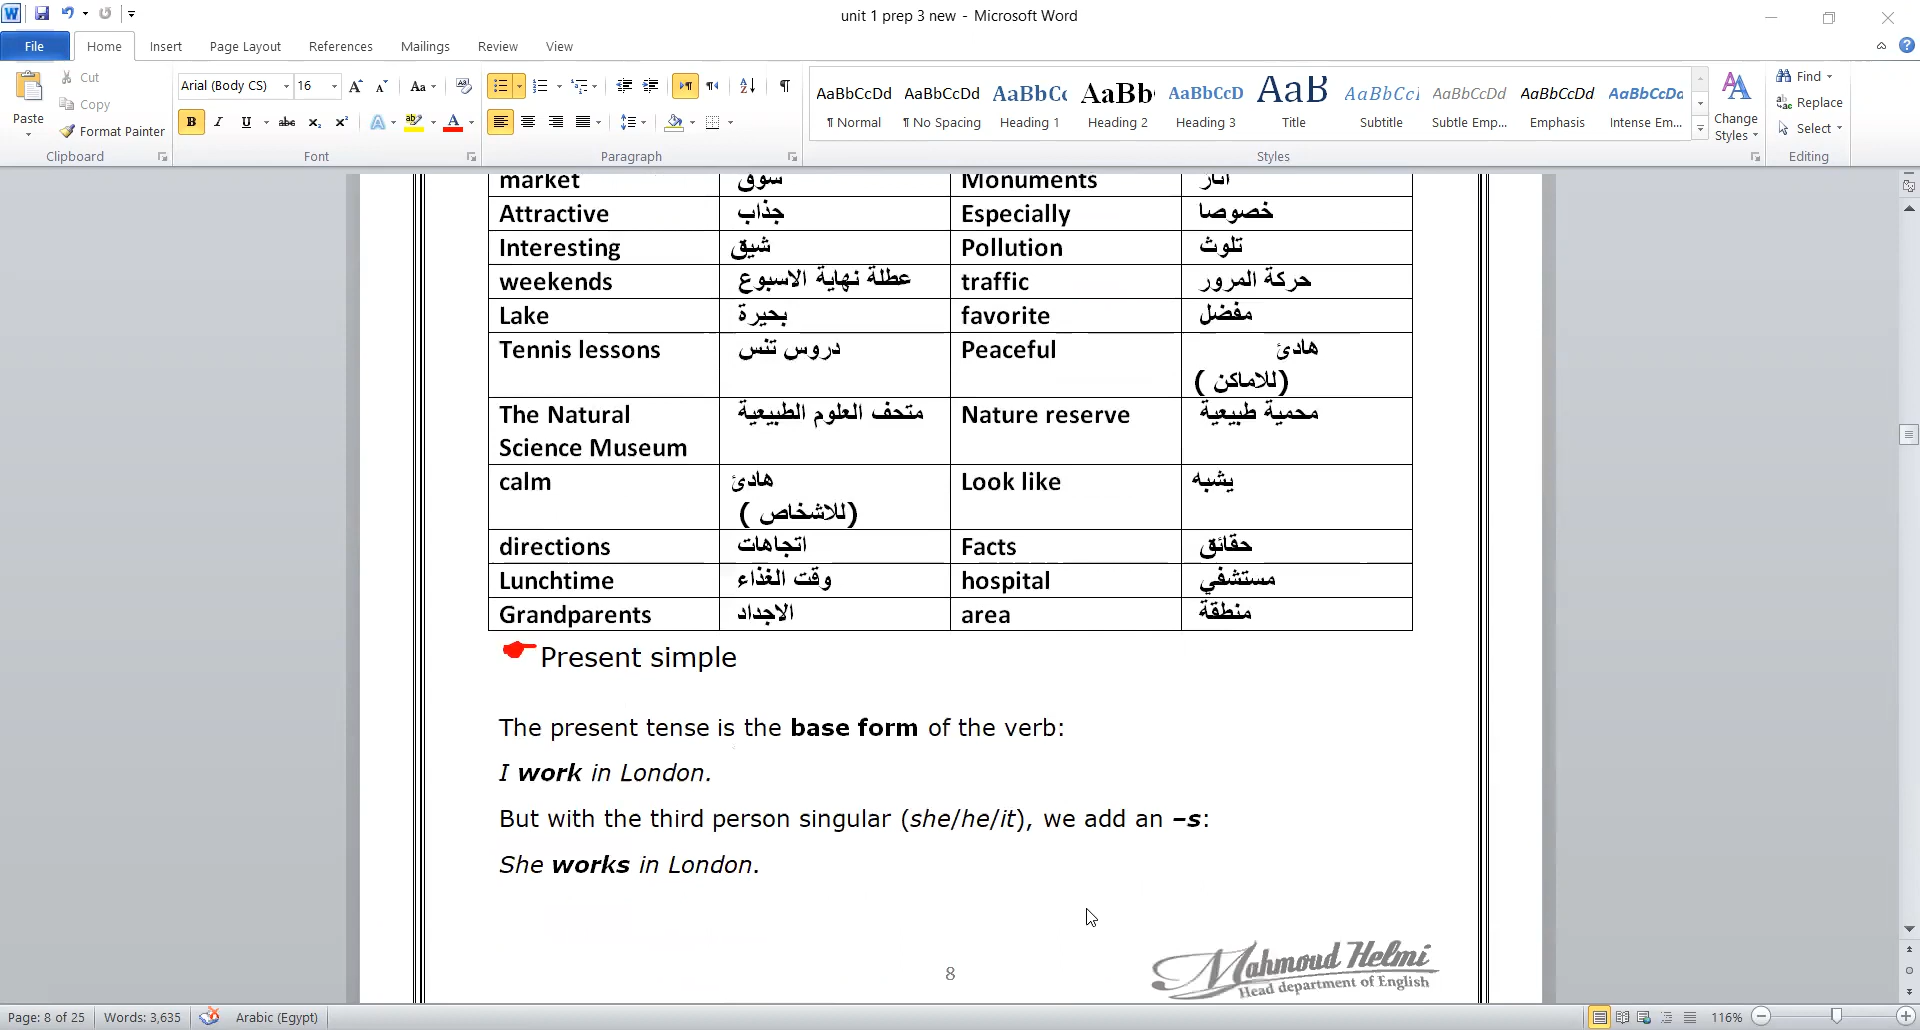 unit 1 prep 3 new - Microsoft Word
File Home Insert Page Layout References Mailings Review View
Paste
Cut
Copy
Format Painter
Clipboard
Arial (Body CS) 16
Font
Paragraph
AaBbCcDd AaBbCcDd AaBbCc AaBb AaBbCcD AaB AaBbCcI AaBbCcDd AaBbCcDd AaBbCcDd
¶ Normal ¶ No Spacing Heading 1 Heading 2 Heading 3 Title Subtitle Subtle Emp... Emphasis Intense Em...
Styles
Change Styles
Find
Replace
Select
Editing
market سوق Monuments اثار
Attractive جذاب Especially خصوصا
Interesting شيق Pollution تلوث
weekends عطلة نهاية الاسبوع traffic حركة المرور
Lake بحيرة favorite مفضل
Tennis lessons دروس تنس Peaceful هادئ
(للاماكن )
The Natural متحف العلوم الطبيعية Nature reserve محمية طبيعية
Science Museum
calm هادئ Look like يشبه
(للاشخاص )
directions اتجاهات Facts حقائق
Lunchtime وقت الغذاء hospital مستشفي
Grandparents الاجداد area منطقة
Present simple
The present tense is the base form of the verb:
I work in London.
But with the third person singular (she/he/it), we add an –s:
She works in London.
8
Mahmoud Helmi
Head department of English
Page: 8 of 25 Words: 3,635 Arabic (Egypt) 116%